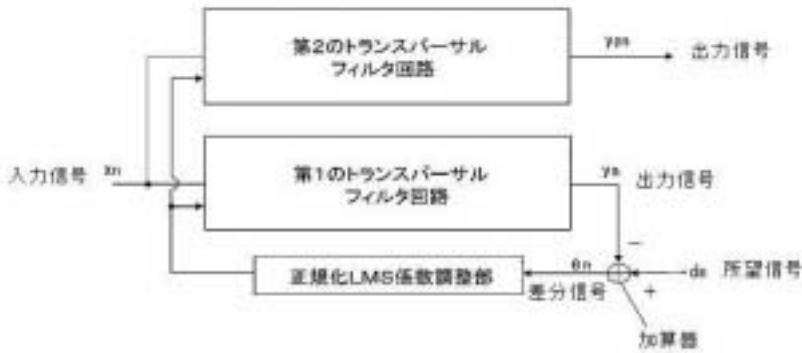 第2のトランスバーサル
フィルタ回路
ypn
出力信号
入力信号
xn
第1のトランスバーサル
フィルタ回路
yn
出力信号
−
正規化LMS係数調整部
en
差分信号
+
dn
所望信号
加算器